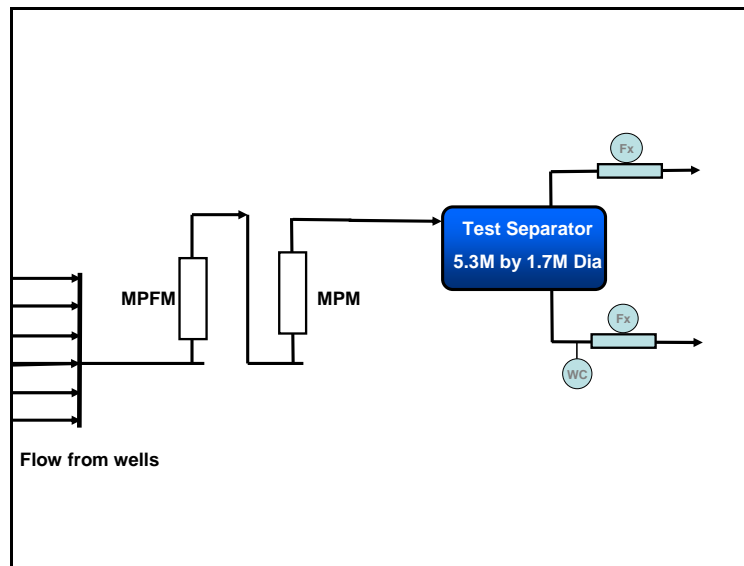 Fx
Test Separator
5.3M by 1.7M Dia
MPFM
MPM
Fx
WC
Flow from wells